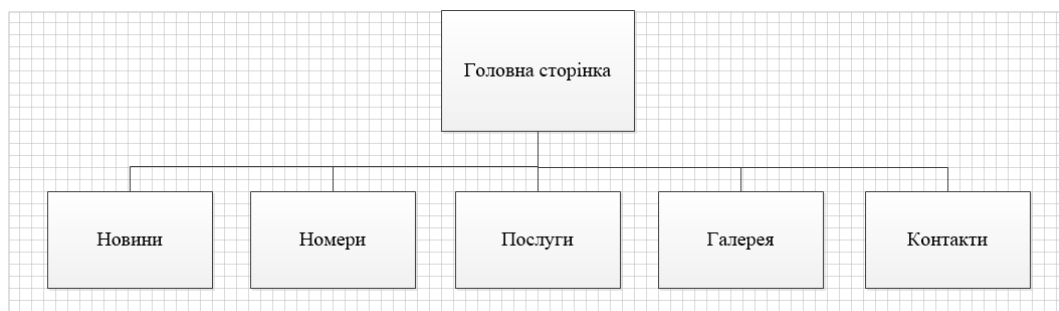 Головна сторінка
Новини
Номери
Послуги
Галерея
Контакти